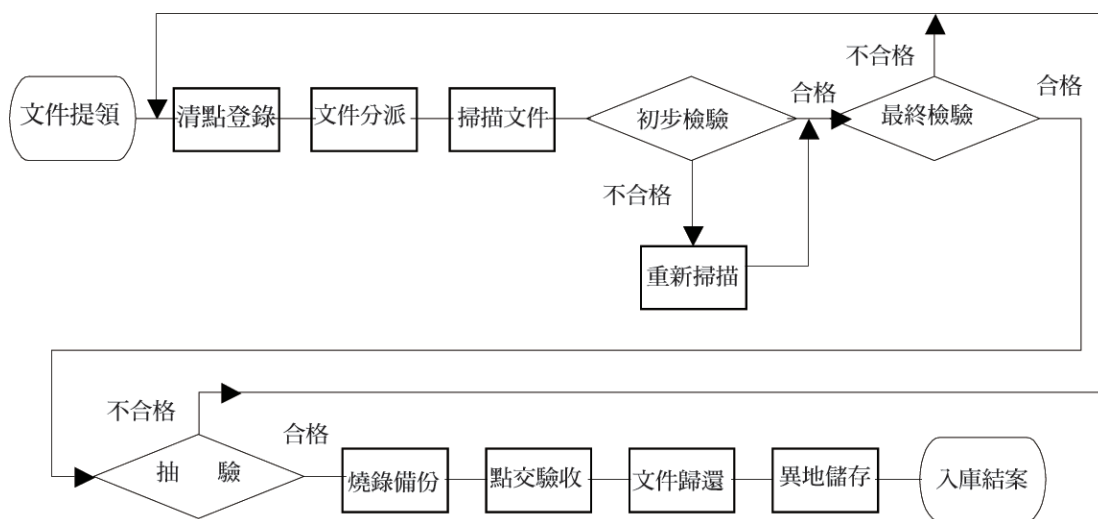 文件提領
清點登錄
文件分派
掃描文件
初步檢驗
合格
不合格
重新掃描
最終檢驗
不合格
合格
抽 驗
不合格
合格
燒錄備份
點交驗收
文件歸還
異地儲存
入庫結案